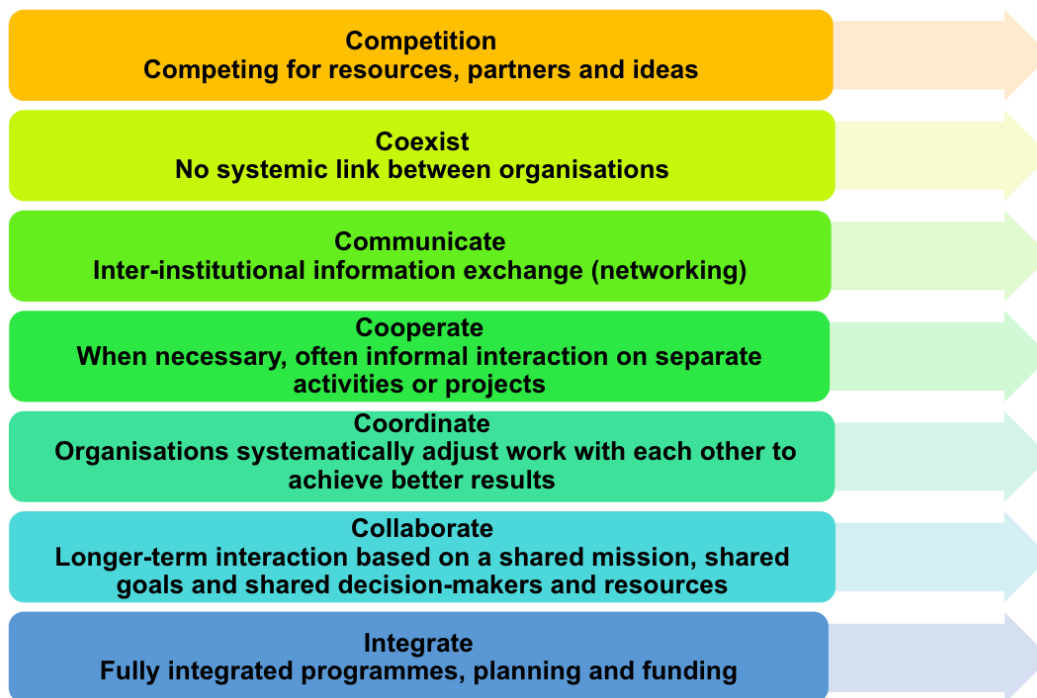 Competition
Competing for resources, partners and ideas
Coexist
No systemic link between organisations
Communicate
Inter-institutional information exchange (networking)
Cooperate
When necessary, often informal interaction on separate
activities or projects
Coordinate
Organisations systematically adjust work with each other to
achieve better results
Collaborate
Longer-term interaction based on a shared mission, shared
goals and shared decision-makers and resources
Integrate
Fully integrated programmes, planning and funding